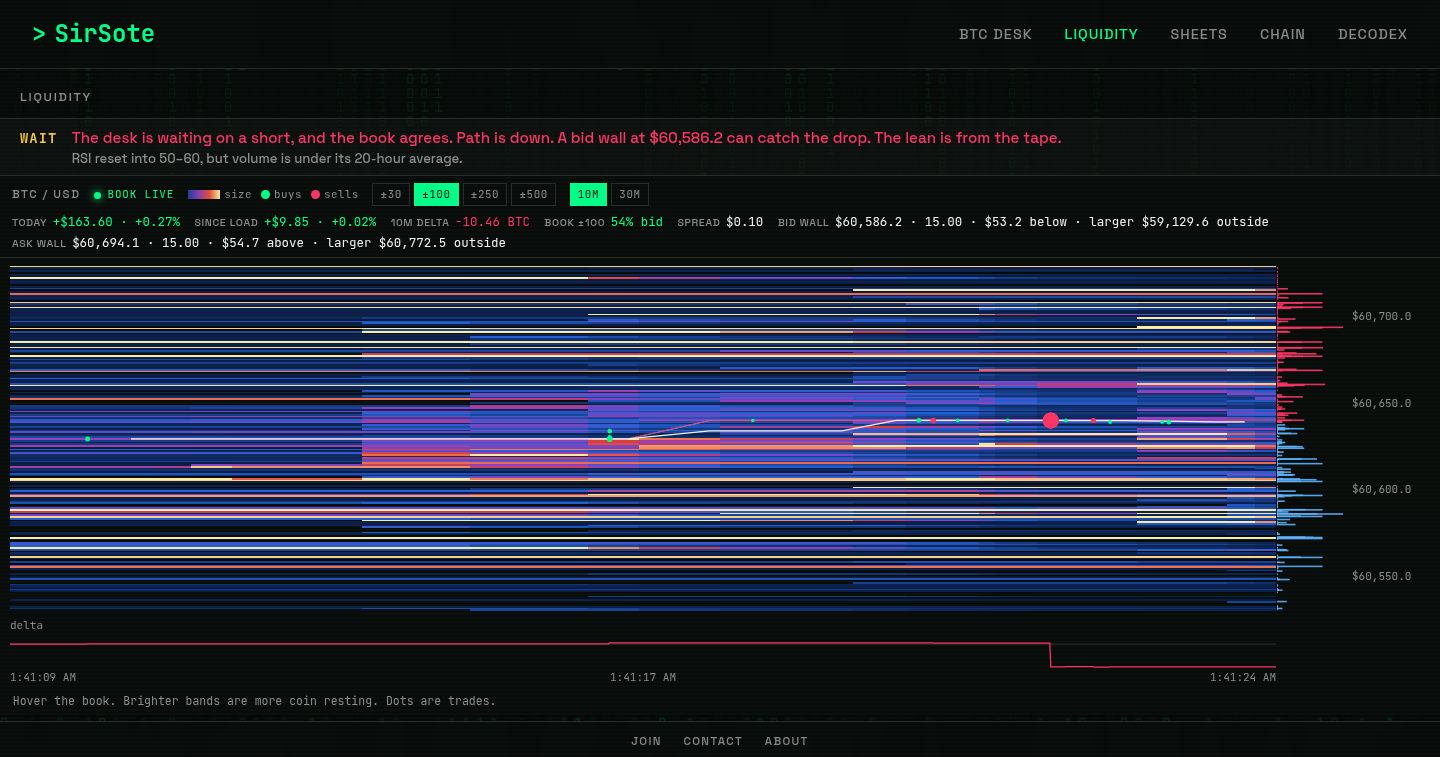 > SirSote
BTC DESK LIQUIDITY SHEETS CHAIN DECODEX
LIQUIDITY
WAIT The desk is waiting on a short, and the book agrees. Path is down. A bid wall at $60,586.2 can catch the drop. The lean is from the tape.
RSI reset into 50–60, but volume is under its 20-hour average.
BTC / USD BOOK LIVE size buys sells ±30 ±100 ±250 ±500 10M 30M
TODAY +$163.60 · +0.27% SINCE LOAD +$9.85 · +0.02% 10M DELTA -10.46 BTC BOOK ±100 54% bid SPREAD $0.10 BID WALL $60,586.2 · 15.00 · $53.2 below · larger $59,129.6 outside
ASK WALL $60,694.1 · 15.00 · $54.7 above · larger $60,772.5 outside
$60,700.0
$60,650.0
$60,600.0
$60,550.0
delta
1:41:09 AM 1:41:17 AM 1:41:24 AM
Hover the book. Brighter bands are more coin resting. Dots are trades.
JOIN CONTACT ABOUT